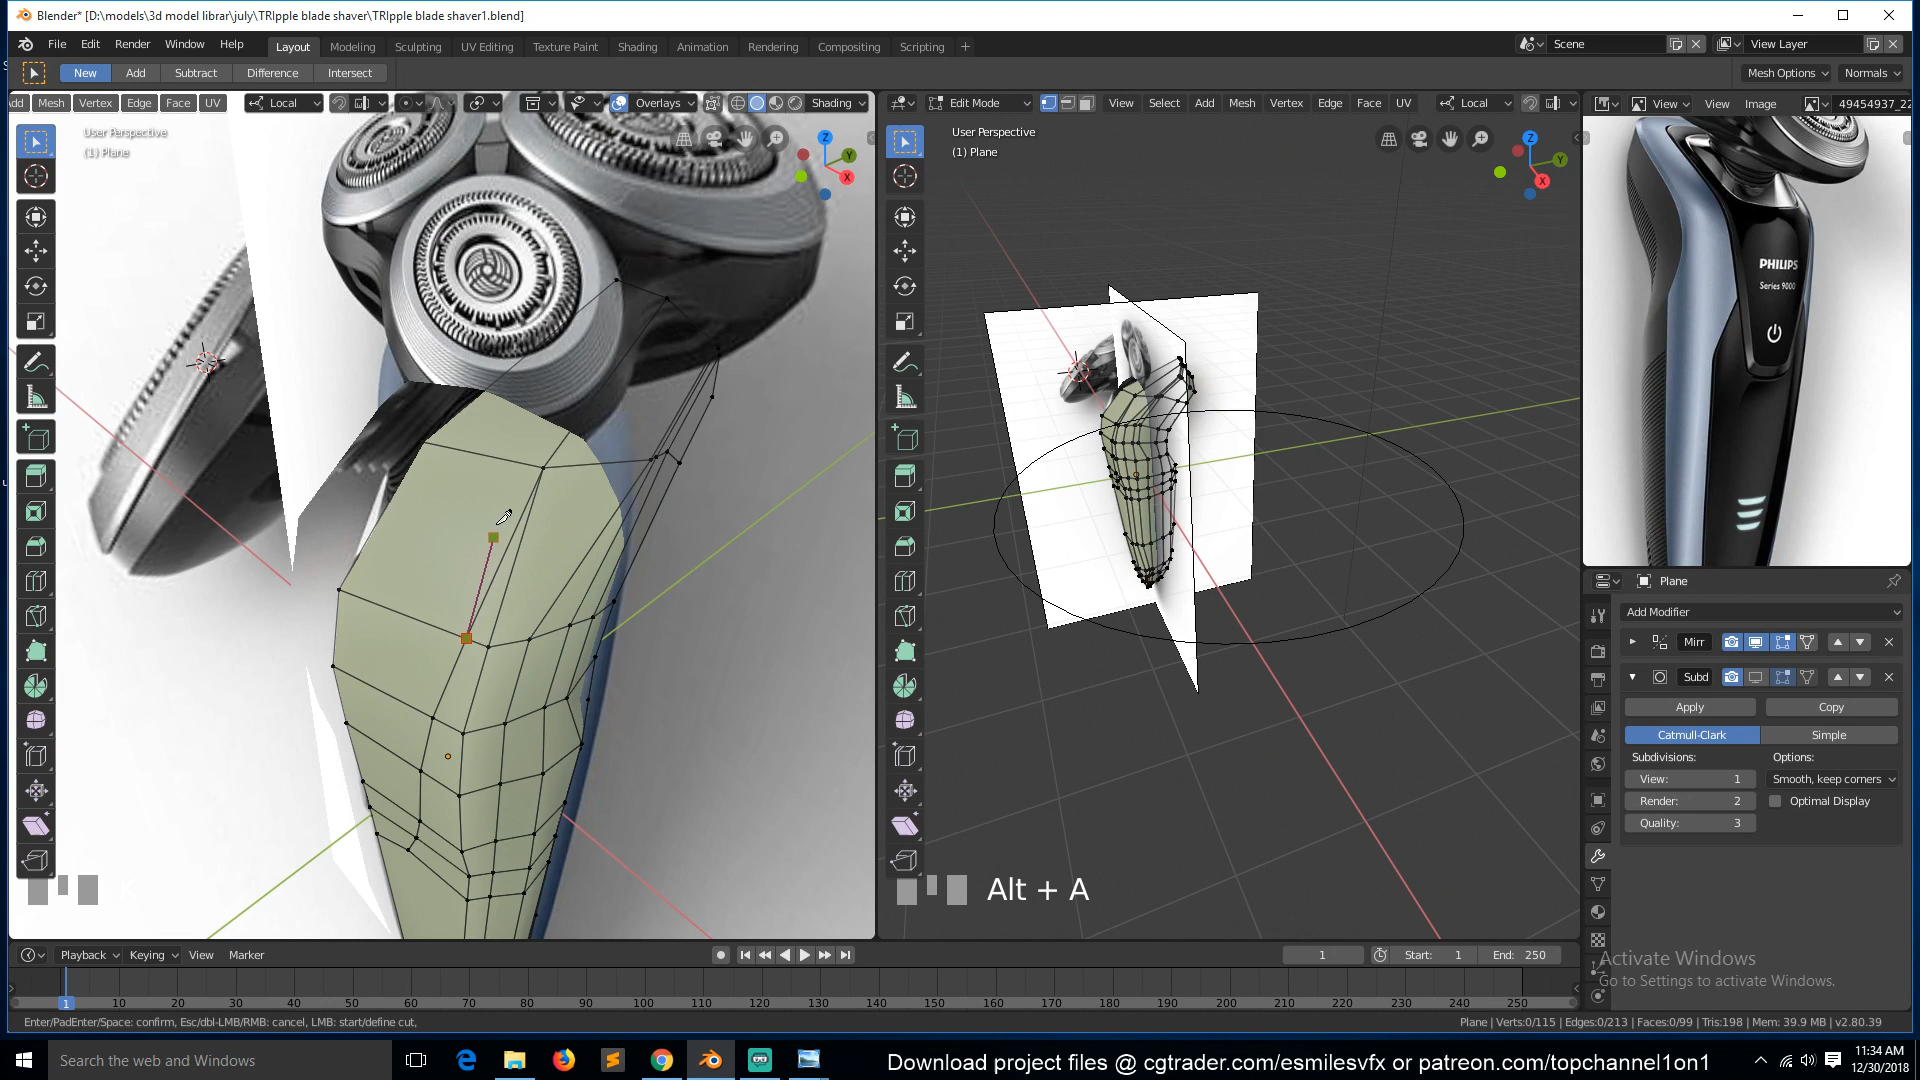 Blender* [D:\models\3d model librar\july\TRIpple blade shaver\TRIpple blade shaver1.blend]
File Edit Render Window Help
Layout Modeling Sculpting UV Editing Texture Paint Shading Animation Rendering Compositing Scripting +
Scene
View Layer
New Add Subtract Difference Intersect
Mesh Options Normals
dd Mesh Vertex Edge Face UV Local Overlays Shading
Edit Mode View Select Add Mesh Vertex Edge Face UV Local
View View Image 49454937_22
User Perspective
(1) Plane
Z
Y
X
User Perspective
(1) Plane
Z
Y
X
PHILIPS
Series 9000
Plane
Add Modifier
Mirr
Subd
Apply Copy
Catmull-Clark Simple
Subdivisions: Options:
View: 1 Smooth, keep corners
Render: 2 Optimal Display
Quality: 3
K
Alt + A
Playback Keying View Marker
1 Start: 1 End: 250
1 10 20 30 40 50 60 70 80 90 100 110 120 130 140 150 160 170 180 190 200 210 220 230 240 250
Activate Windows
Go to Settings to activate Windows.
Enter/PadEnter/Space: confirm, Esc/dbl-LMB/RMB: cancel, LMB: start/define cut,
Plane | Verts:0/115 | Edges:0/213 | Faces:0/99 | Tris:198 | Mem: 39.9 MB | v2.80.39
Search the web and Windows
Download project files @ cgtrader.com/esmilesvfx or patreon.com/topchannel1on1
11:34 AM
12/30/2018